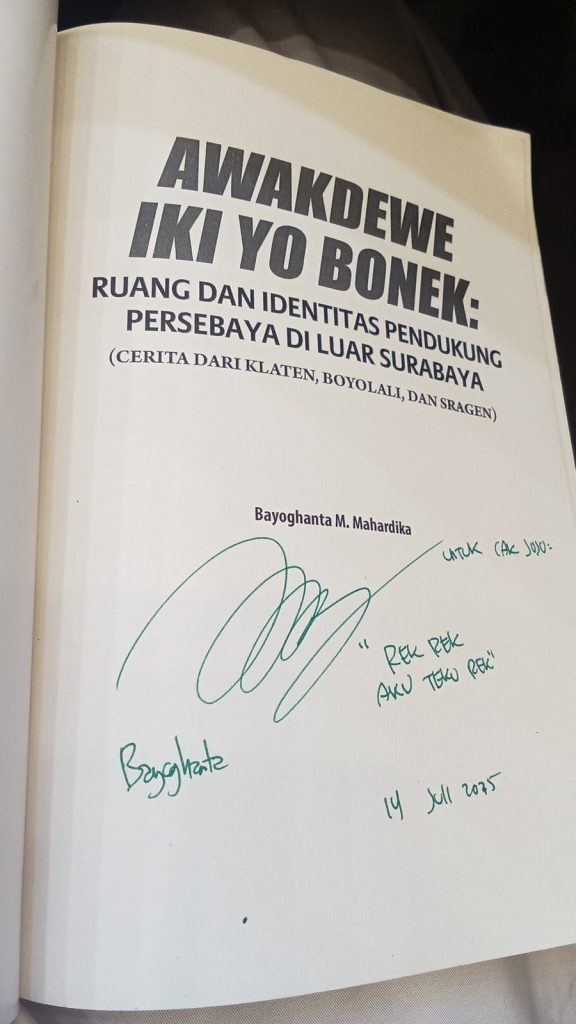 AWAKDEWE
IKI YO BONEK:
RUANG DAN IDENTITAS PENDUKUNG
PERSEBAYA DI LUAR SURABAYA
(CERITA DARI KLATEN, BOYOLALI, DAN SRAGEN)
Bayoghanta M. Mahardika
UNTUK CAK JOJO:
" REK REK
AKU TEKO REK"
Bayoghanta
14 Juli 2025